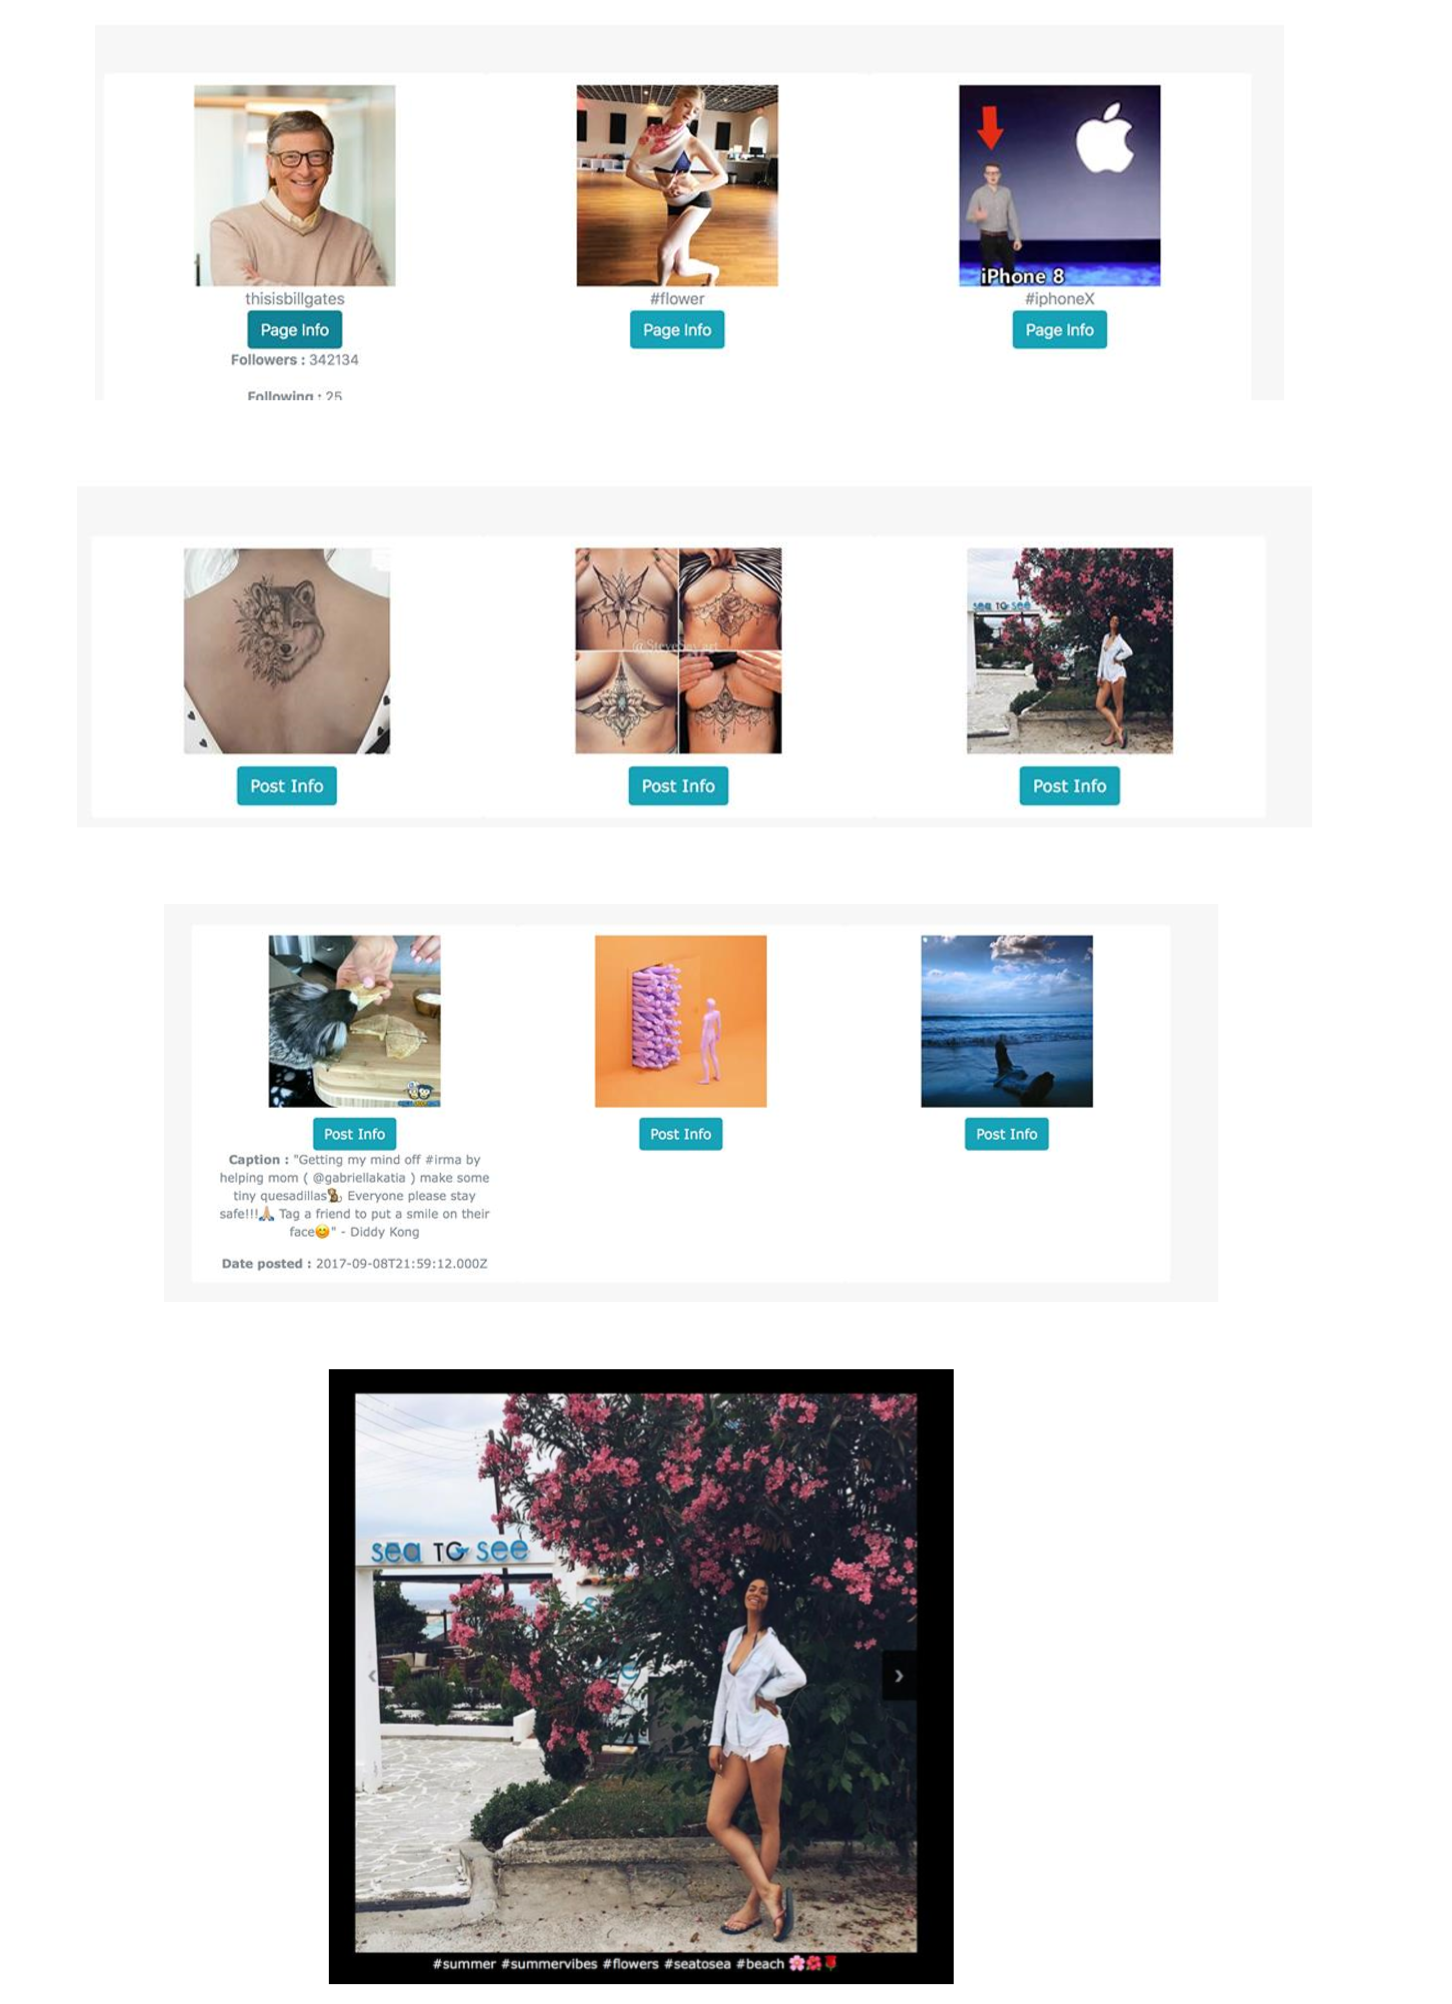 iPhone 8
thisisbillgates
#flower
#iphoneX
Page Info
Page Info
Page Info
Followers : 342134
Following : 25
sea TO see
Post Info
Post Info
Post Info
Post Info
Post Info
Post Info
Caption : "Getting my mind off #irma by
helping mom ( @gabriellakatia ) make some
tiny quesadillas🐒 Everyone please stay
safe!!!🙏🏼 Tag a friend to put a smile on their
face😊" - Diddy Kong
Date posted : 2017-09-08T21:59:12.000Z
sea TO see
#summer #summervibes #flowers #seatosea #beach 🌸🌺🌹